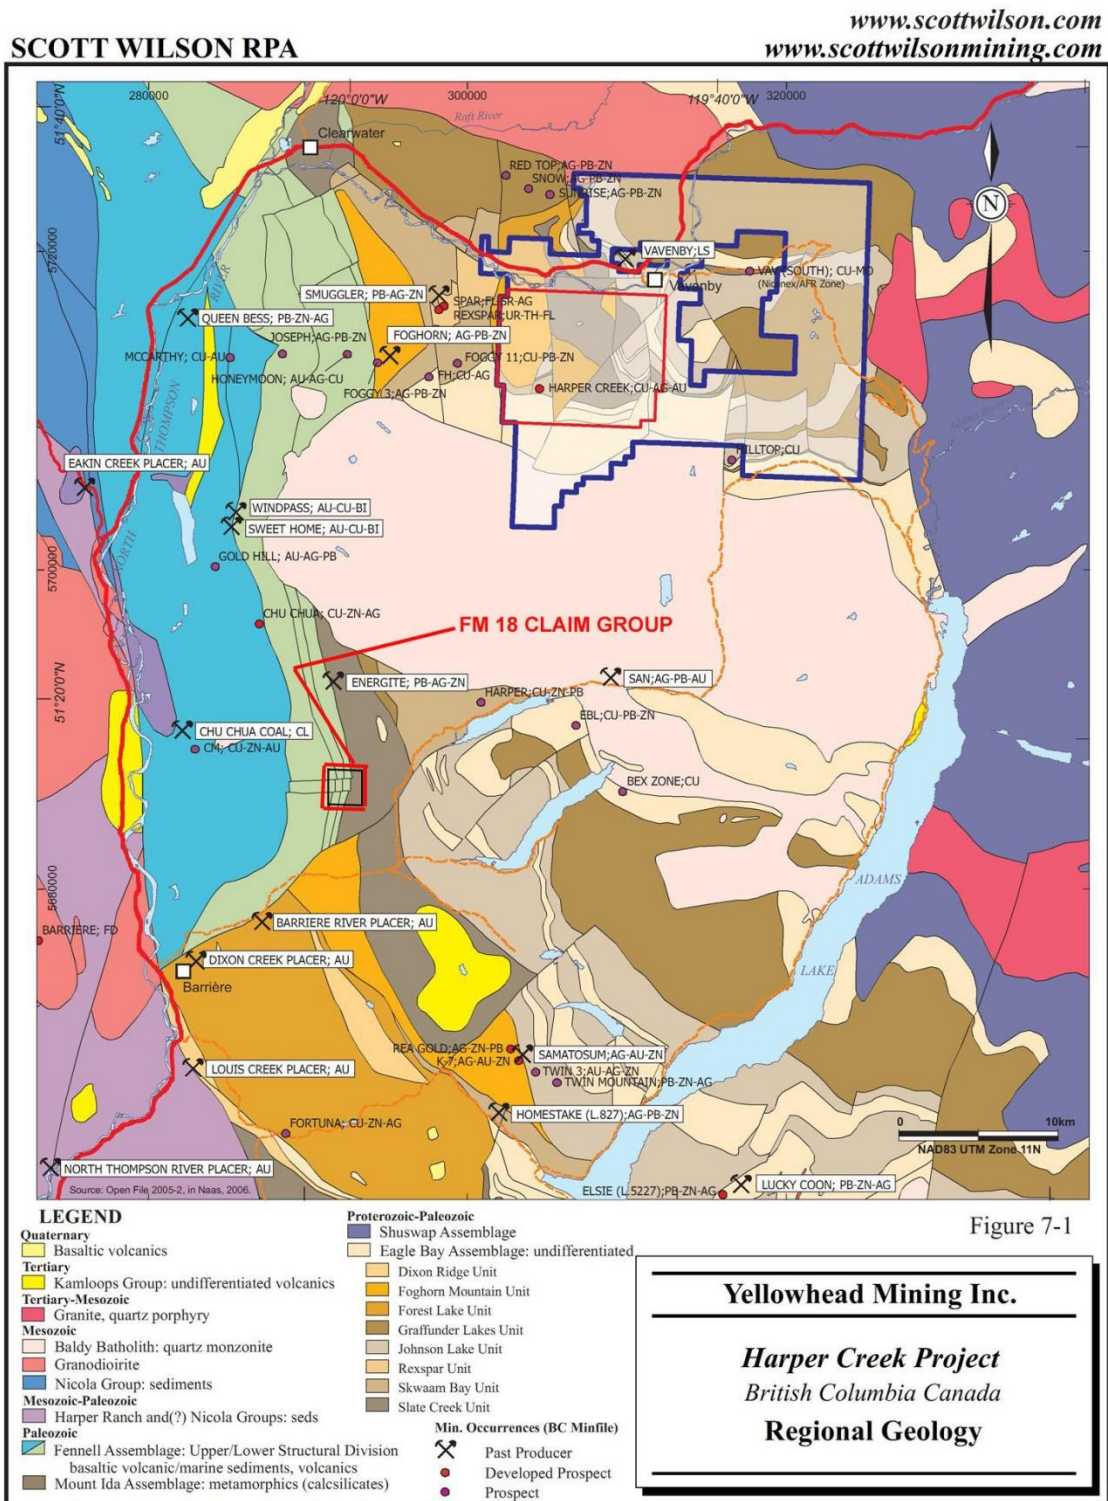 www.scottwilson.com
SCOTT WILSON RPA
www.scottwilsonmining.com
280000
-120°0'0"W
300000
119°40'0"W
320000
51°40'0"N
Raft River
Clearwater
RED TOP;AG-PB-ZN
SNOW;AG-PB-ZN
SUNRISE;AG-PB-ZN
N
5720000
RIVER
VAVENBY;LS
VAV (SOUTH); CU-MO
Vavenby
SMUGGLER; PB-AG-ZN
SPAR;FL-SR-AG
REXSPAR;UR-TH-FL
QUEEN BESS; PB-ZN-AG
FOGHORN; AG-PB-ZN
JOSEPH;AG-PB-ZN
MCCARTHY; CU-AU
FOGGY 11;CU-PB-ZN
HONEYMOON; AU-AG-CU
FH;CU-AG
HARPER CREEK;CU-AG-AU
FOGGY 3;AG-PB-ZN
THOMPSON
Adams River
HILLTOP;CU
EAKIN CREEK PLACER; AU
WINDPASS; AU-CU-BI
SWEET HOME; AU-CU-BI
NORTH
GOLD HILL; AU-AG-PB
5700000
CHU CHUA; CU-ZN-AG
FM 18 CLAIM GROUP
ENERGITE; PB-AG-ZN
SAN;AG-PB-AU
51°20'0"N
HARPER;CU-ZN-PB
EBL;CU-PB-ZN
CHU CHUA COAL; CL
CM; CU-ZN-AU
BEX ZONE;CU
ADAMS
BARRIERE RIVER PLACER; AU
BARRIERE; FD
DIXON CREEK PLACER; AU
LAKE
Barrière
REA GOLD;AG-ZN-PB
SAMATOSUM;AG-AU-ZN
K-7;AG-AU-ZN
LOUIS CREEK PLACER; AU
TWIN 3;AU-AG-ZN
TWIN MOUNTAIN;PB-ZN-AG
HOMESTAKE (L.827);AG-PB-ZN
FORTUNA; CU-ZN-AG
0
10km
NAD83 UTM Zone 11N
NORTH THOMPSON RIVER PLACER; AU
ELSIE (L.5227);PB-ZN-AG
LUCKY COON; PB-ZN-AG
Source: Open File 2005-2, in Naas, 2006.
LEGEND
Quaternary
Basaltic volcanics
Tertiary
Kamloops Group: undifferentiated volcanics
Tertiary-Mesozoic
Granite, quartz porphyry
Mesozoic
Baldy Batholith: quartz monzonite
Granodioirite
Nicola Group: sediments
Mesozoic-Paleozoic
Harper Ranch and(?) Nicola Groups: seds
Paleozoic
Fennell Assemblage: Upper/Lower Structural Division
basaltic volcanic/marine sediments, volcanics
Mount Ida Assemblage: metamorphics (calcsilicates)
Proterozoic-Paleozoic
Shuswap Assemblage
Eagle Bay Assemblage: undifferentiated
Dixon Ridge Unit
Foghorn Mountain Unit
Forest Lake Unit
Graffunder Lakes Unit
Johnson Lake Unit
Rexspar Unit
Skwaam Bay Unit
Slate Creek Unit
Min. Occurrences (BC Minfile)
Past Producer
Developed Prospect
Prospect
Figure 7-1
Yellowhead Mining Inc.
Harper Creek Project
British Columbia Canada
Regional Geology